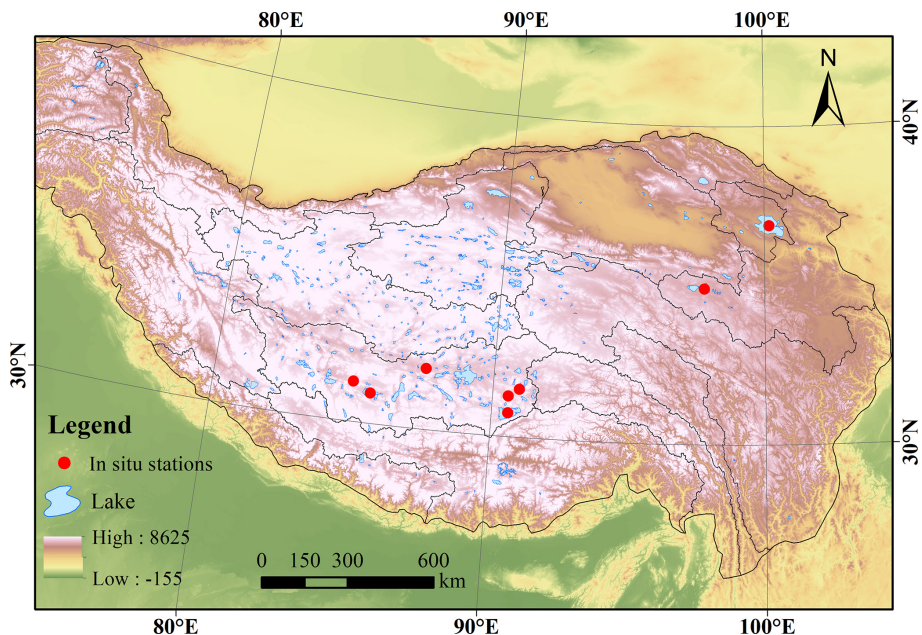 80°E 90°E 100°E
N
40°N
30°N
30°N
Legend
In situ stations
Lake
High : 8625
Low : -155
0 150 300 600
km
80°E 90°E 100°E